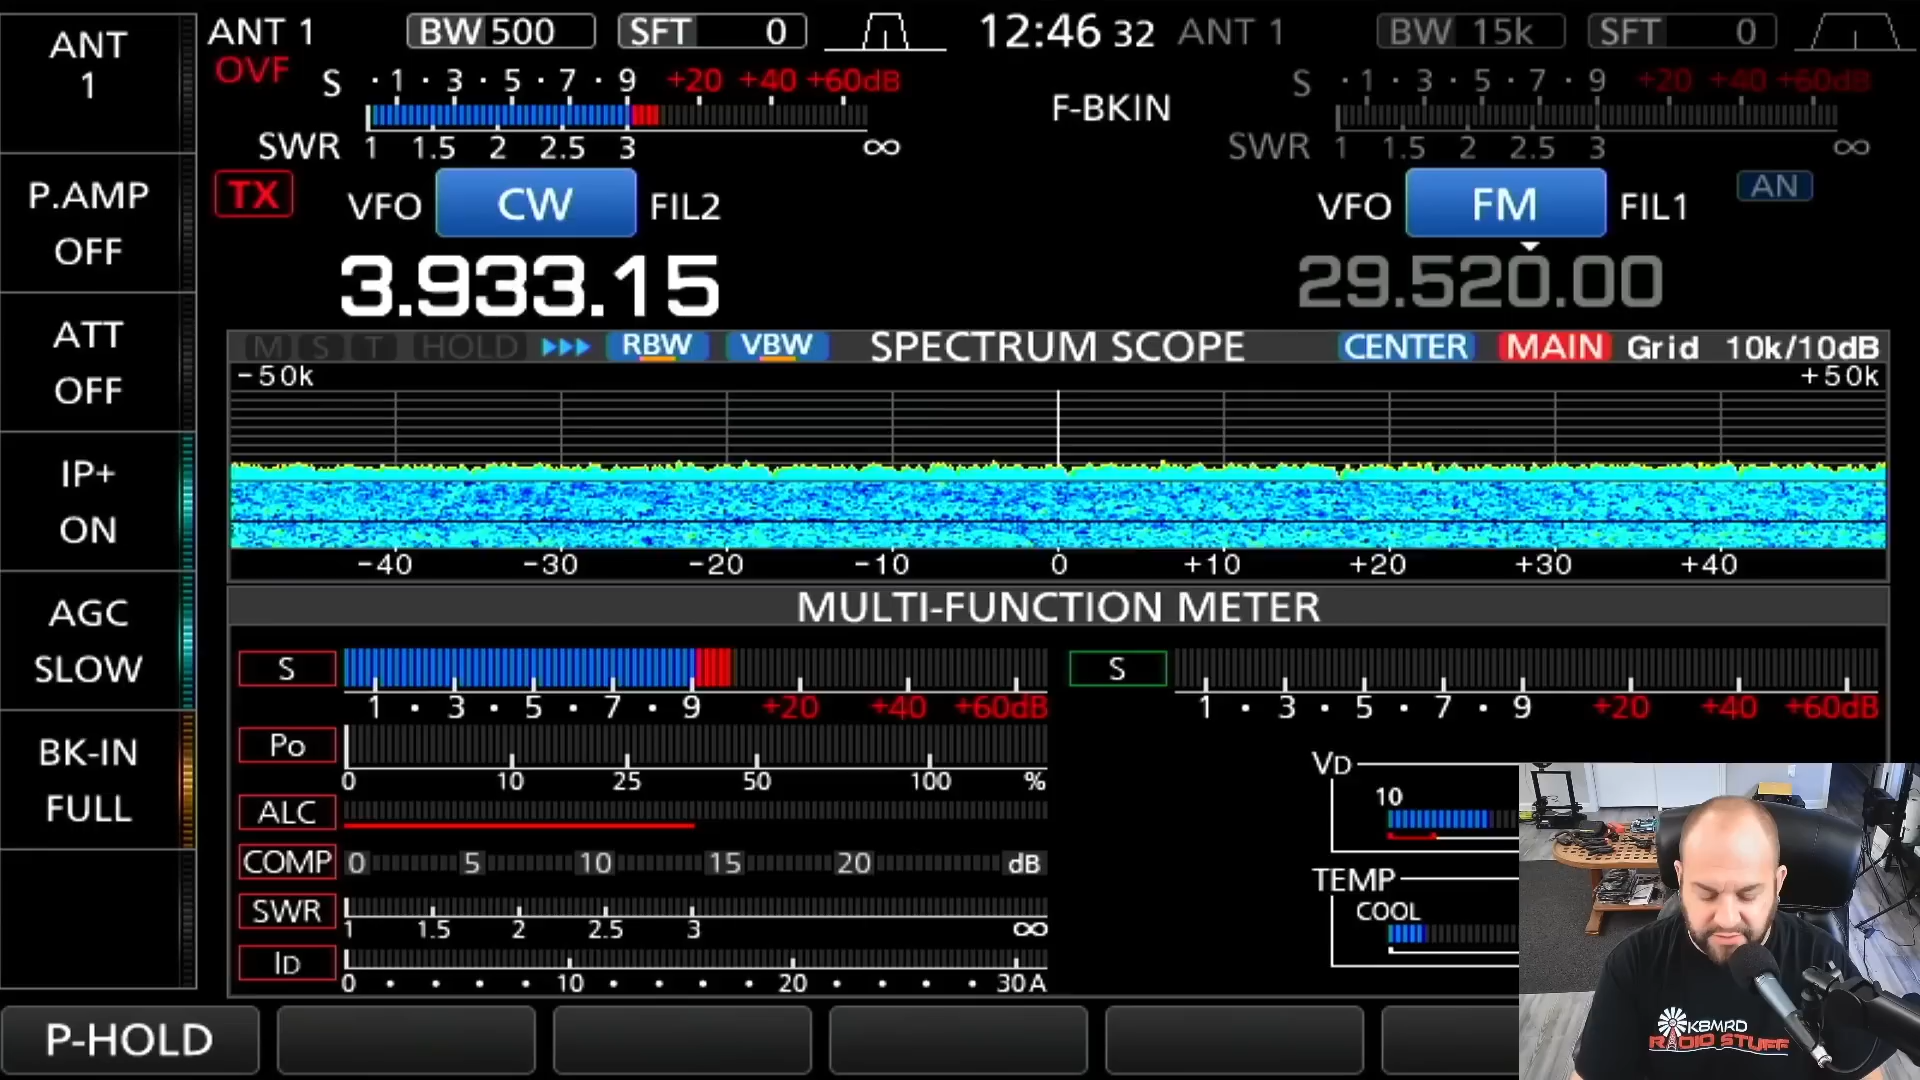 ANT 1
BW 500
SFT 0
12:46 32
ANT 1
BW 15k
SFT 0
ANT
1
OVF
S · 1 · 3 · 5 · 7 · 9 +20 +40 +60dB
SWR 1 1.5 2 2.5 3 ∞
F-BKIN
S · 1 · 3 · 5 · 7 · 9 +20 +40 +60dB
SWR 1 1.5 2 2.5 3 ∞
P.AMP
OFF
TX
VFO CW FIL2
VFO FM FIL1
AN
3.933.15
29.520.00
ATT
OFF
M S T HOLD RBW VBW SPECTRUM SCOPE CENTER MAIN Grid 10k/10dB
-50k
+50k
IP+
ON
-40 -30 -20 -10 0 +10 +20 +30 +40
AGC
SLOW
MULTI-FUNCTION METER
S
1 · 3 · 5 · 7 · 9 +20 +40 +60dB
S
1 · 3 · 5 · 7 · 9 +20 +40 +60dB
BK-IN
FULL
Po
0 10 25 50 100 %
VD
10
ALC
COMP 0 5 10 15 20 dB
TEMP
COOL
SWR
1 1.5 2 2.5 3 ∞
ID
0 · · · · 10 · · · · 20 · · · · 30A
P-HOLD
KBMRD
RADIO STUFF